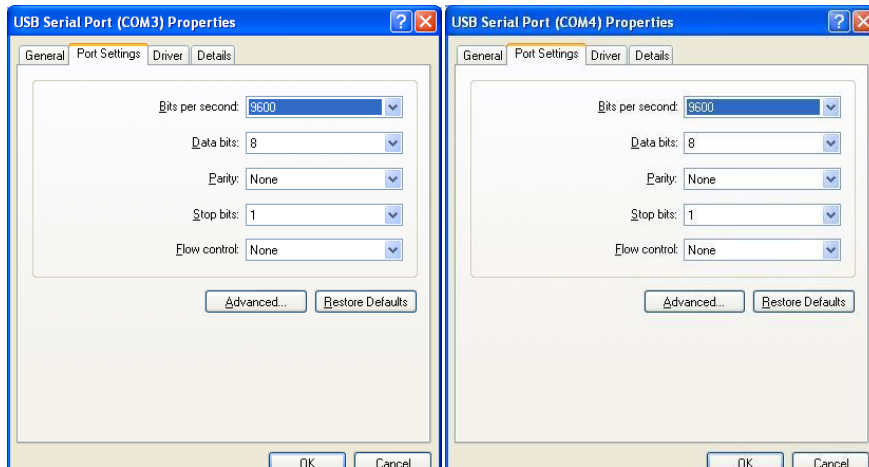 USB Serial Port (COM3) Properties
General Port Settings Driver Details
Bits per second: 9600
Data bits: 8
Parity: None
Stop bits: 1
Flow control: None
Advanced... Restore Defaults
OK Cancel
USB Serial Port (COM4) Properties
General Port Settings Driver Details
Bits per second: 9600
Data bits: 8
Parity: None
Stop bits: 1
Flow control: None
Advanced... Restore Defaults
OK Cancel